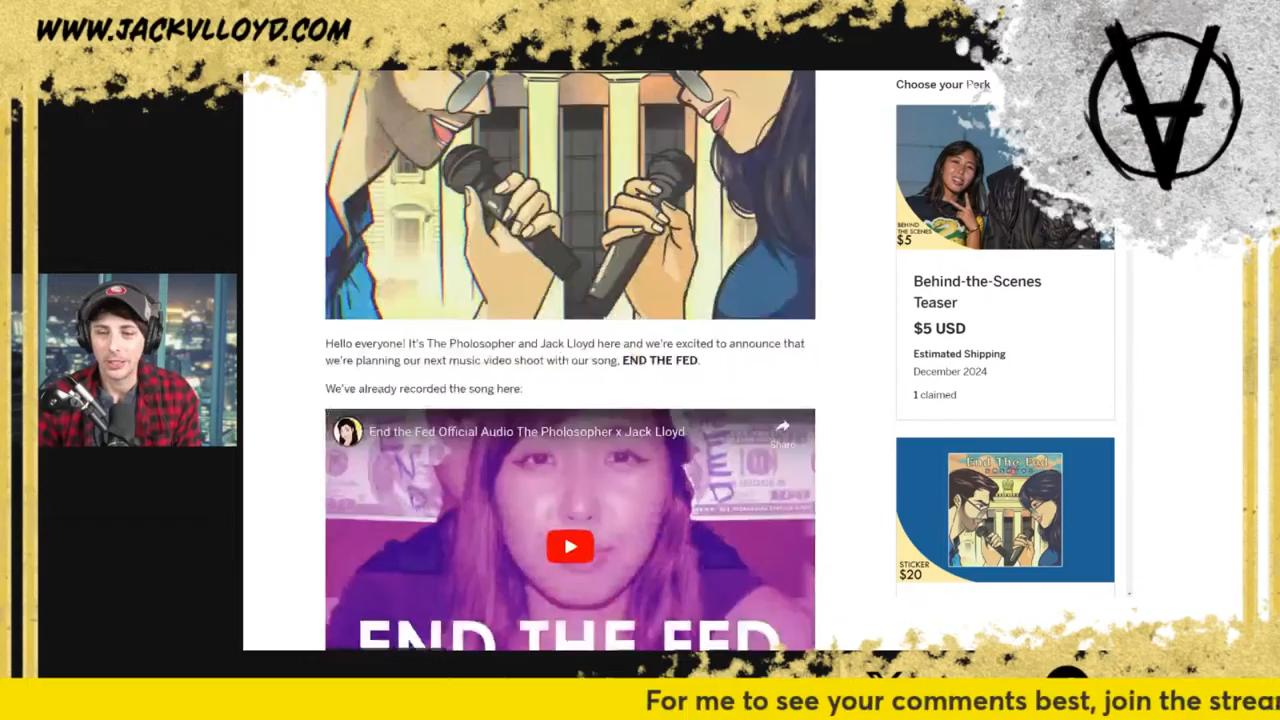 WWW.JACKVLLOYD.COM
Choose your Perk
BEHIND
THE SCENES
$5
Behind-the-Scenes
Teaser
$5 USD
Estimated Shipping
December 2024
1 claimed
Hello everyone! It's The Pholosopher and Jack Lloyd here and we're excited to announce that
we're planning our next music video shoot with our song, END THE FED.
We've already recorded the song here:
End the Fed Official Audio The Pholosopher x Jack Lloyd
Share
END
FED
END THE FED
End The Fed
STICKER
$20
For me to see your comments best, join the strea